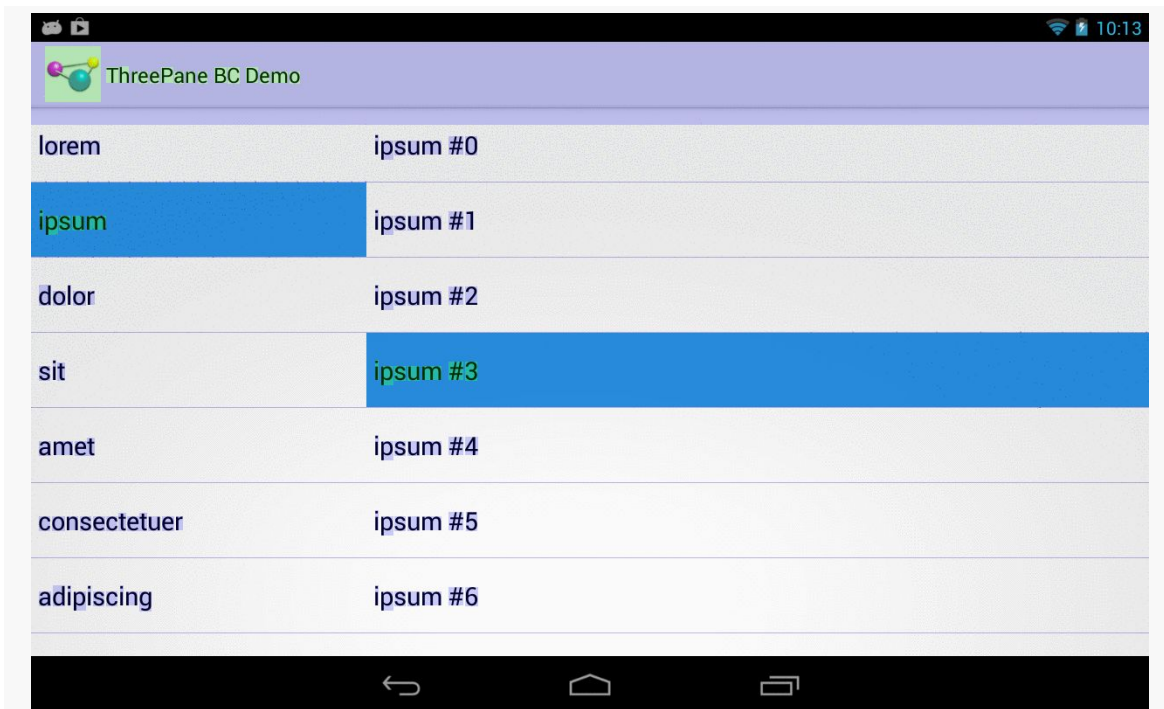 10:13
ThreePane BC Demo
lorem
ipsum #0
ipsum
ipsum #1
dolor
ipsum #2
sit
ipsum #3
amet
ipsum #4
consectetuer
ipsum #5
adipiscing
ipsum #6